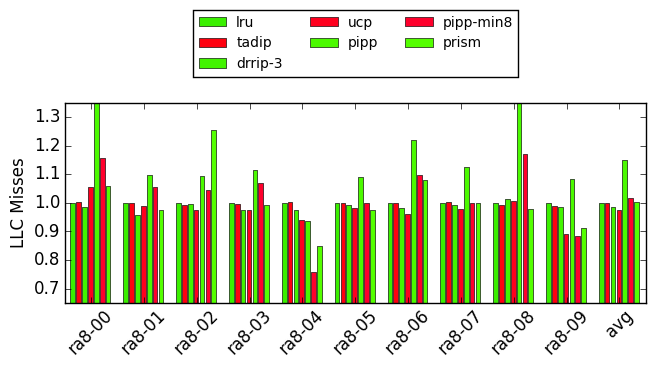 lru
tadip
drrip-3
ucp
pipp
pipp-min8
prism
LLC Misses
1.3
1.2
1.1
1.0
0.9
0.8
0.7
ra8-00
ra8-01
ra8-02
ra8-03
ra8-04
ra8-05
ra8-06
ra8-07
ra8-08
ra8-09
avg